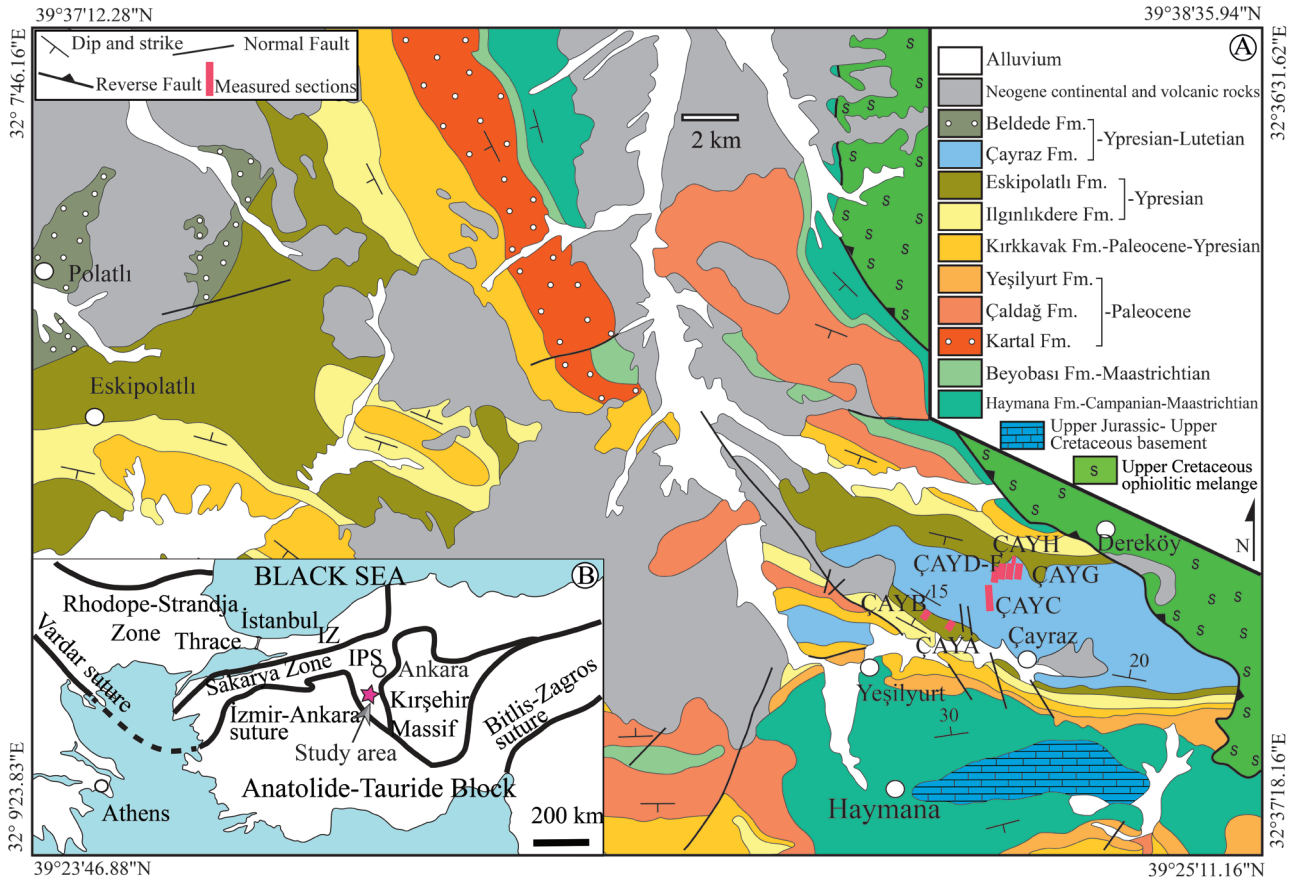 39°37'12.28"N
39°38'35.94"N
32° 7'46.16"E
32°36'31.62"E
Dip and strike
Normal Fault
Reverse Fault
Measured sections
2 km
A
Alluvium
Neogene continental and volcanic rocks
Beldede Fm.
Çayraz Fm.
-Ypresian-Lutetian
Eskipolatlı Fm.
Ilgınlıkdere Fm.
-Ypresian
Kırkkavak Fm.-Paleocene-Ypresian
Yeşilyurt Fm.
Çaldağ Fm.
Kartal Fm.
-Paleocene
Beyobası Fm.-Maastrichtian
Haymana Fm.-Campanian-Maastrichtian
Upper Jurassic- Upper
Cretaceous basement
S
Upper Cretaceous
ophiolitic melange
N
Polatlı
Eskipolatlı
Dereköy
ÇAYH
ÇAYD-F
ÇAYG
ÇAYC
ÇAYB
15
ÇAYA
Çayraz
20
Yeşilyurt
30
Haymana
B
BLACK SEA
Rhodope-Strandja
Zone
İstanbul
Thrace
IZ
Vardar suture
Sakarya Zone
IPS
Ankara
İzmir-Ankara
suture
Kırşehir
Massif
Bitlis-Zagros
suture
Study area
Anatolide-Tauride Block
Athens
200 km
32° 9'23.83"E
32°37'18.16"E
39°23'46.88"N
39°25'11.16"N